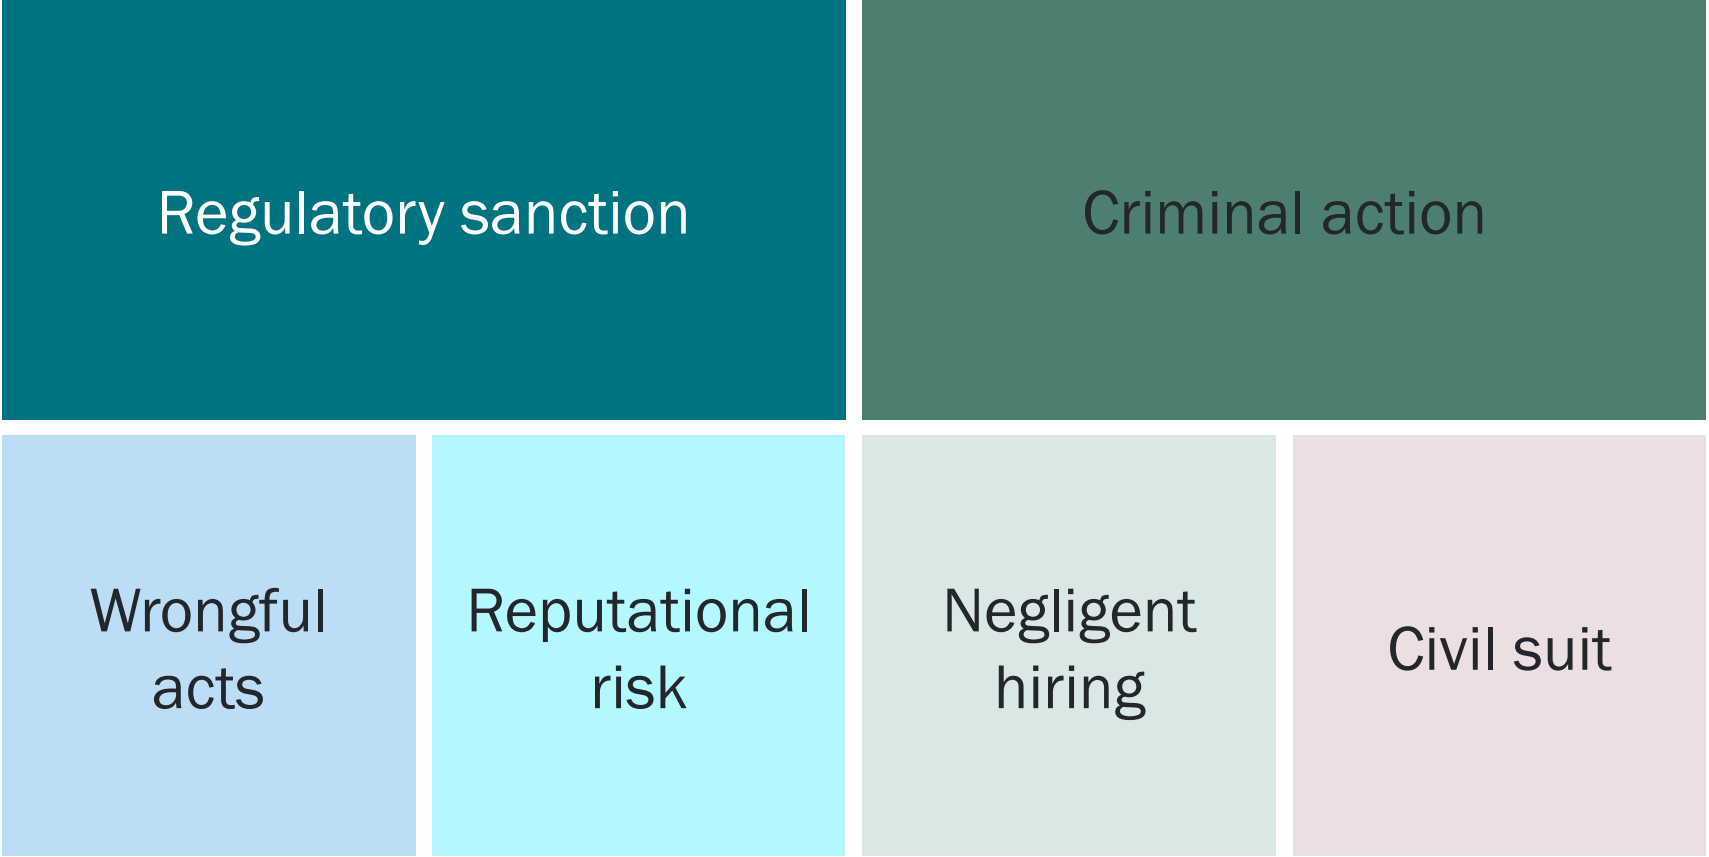 Regulatory sanction
Criminal action
Wrongful
acts
Reputational
risk
Negligent
hiring
Civil suit